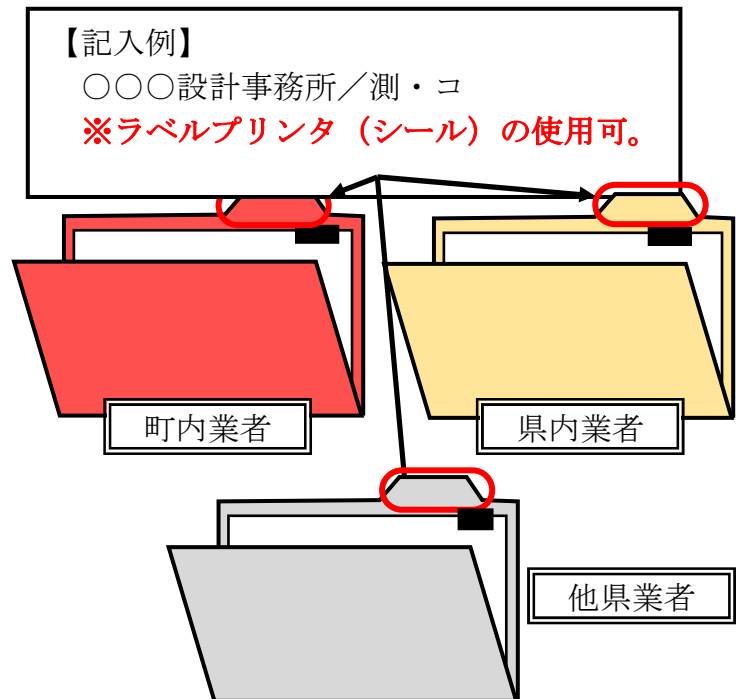 【記入例】
○○○設計事務所／測・コ
※ラベルプリンタ（シール）の使用可。
町内業者
県内業者
他県業者